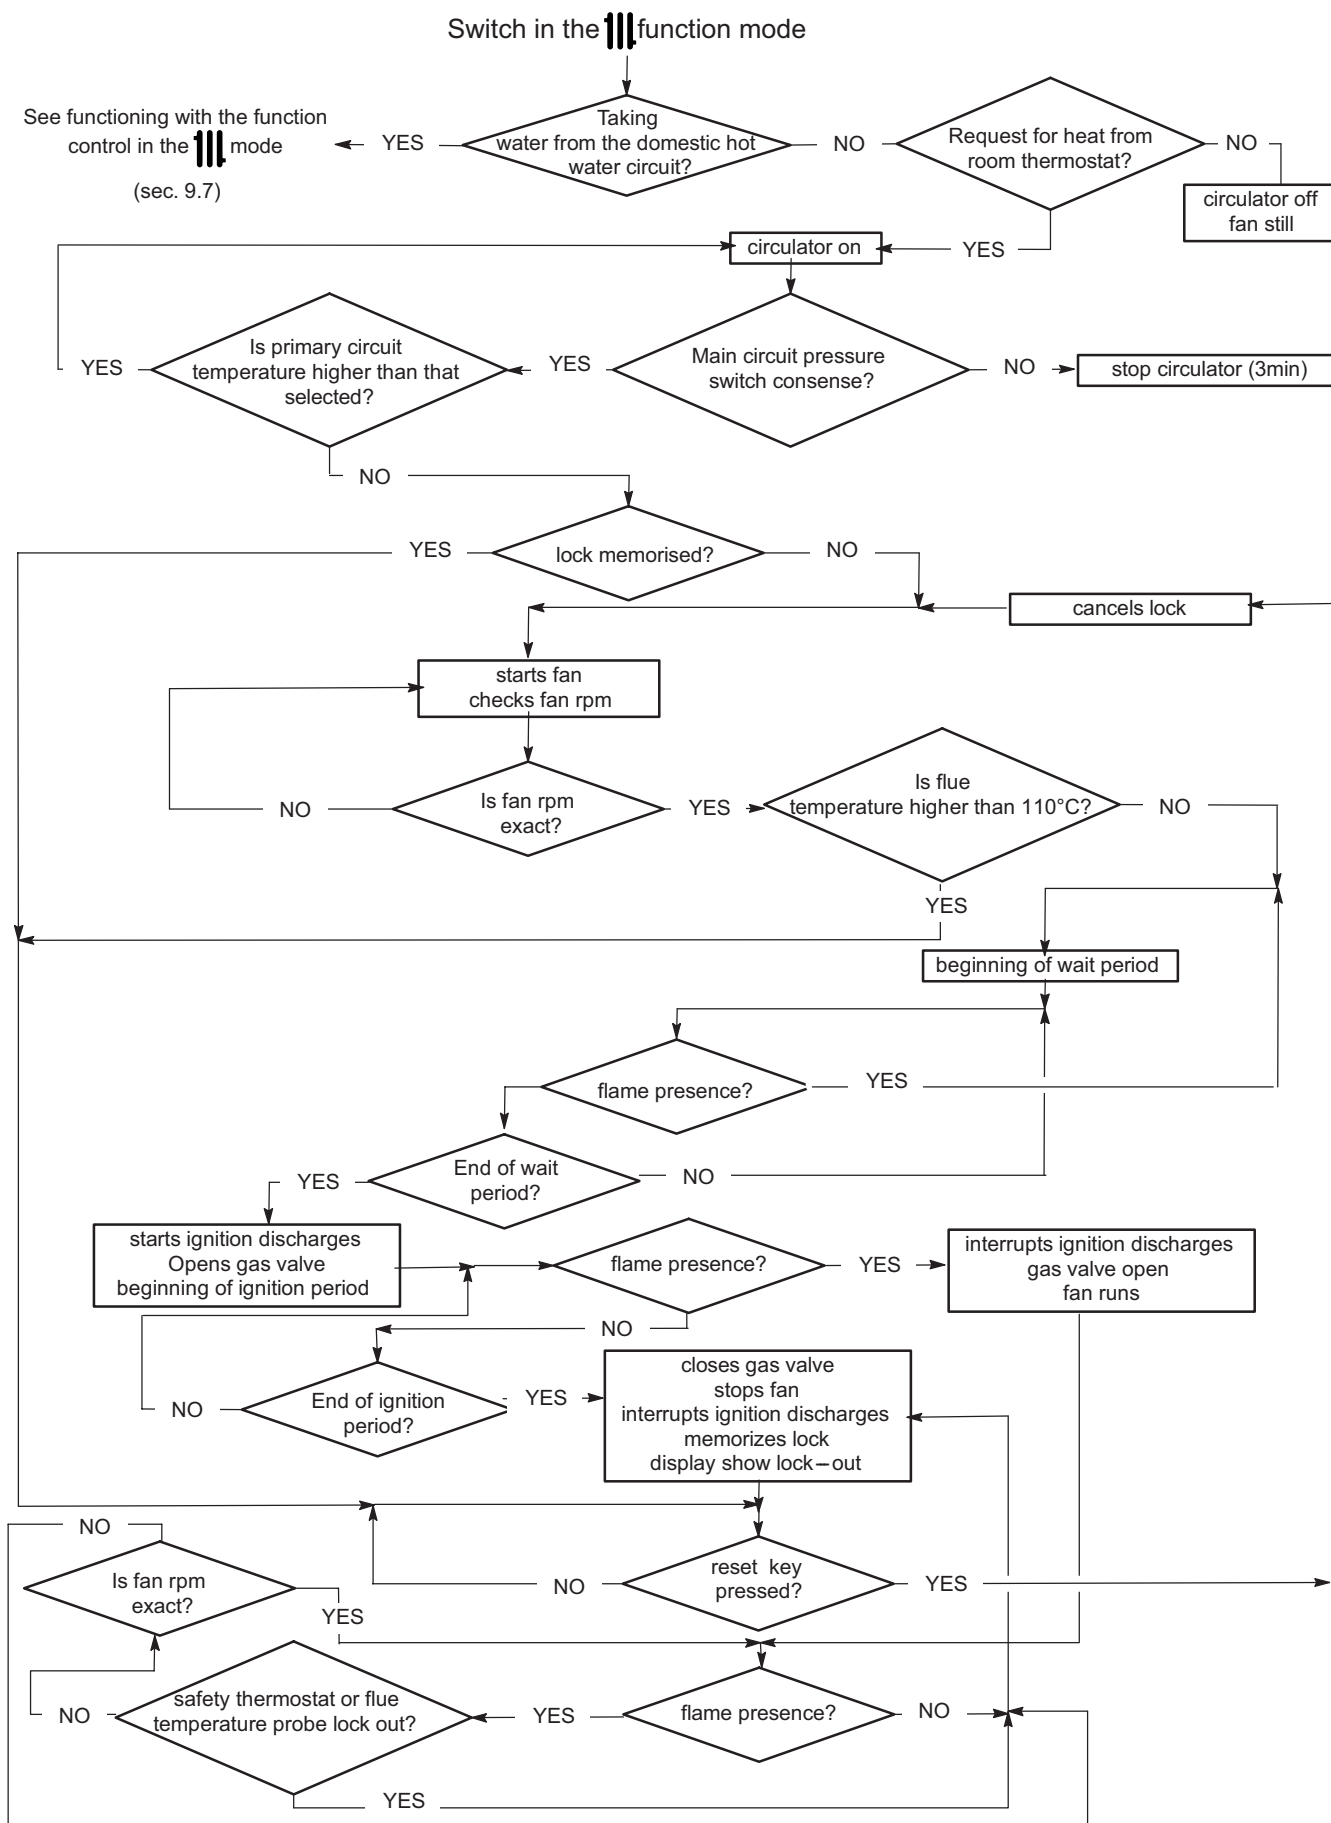 Switch in the function mode
See functioning with the function
control in the mode
(sec. 9.7)
YES
Taking
water from the domestic hot
water circuit?
NO
Request for heat from
room thermostat?
NO
circulator off
fan still
circulator on
YES
YES
Is primary circuit
temperature higher than that
selected?
YES
Main circuit pressure
switch consense?
NO
stop circulator (3min)
NO
YES
lock memorised?
NO
cancels lock
starts fan
checks fan rpm
NO
Is fan rpm
exact?
YES
Is flue
temperature higher than 110°C?
NO
YES
beginning of wait period
flame presence?
YES
End of wait
period?
NO
YES
starts ignition discharges
Opens gas valve
beginning of ignition period
flame presence?
YES
interrupts ignition discharges
gas valve open
fan runs
NO
NO
End of ignition
period?
YES
closes gas valve
stops fan
interrupts ignition discharges
memorizes lock
display show lock–out
NO
Is fan rpm
exact?
YES
NO
reset key
pressed?
YES
NO
safety thermostat or flue
temperature probe lock out?
YES
flame presence?
NO
YES